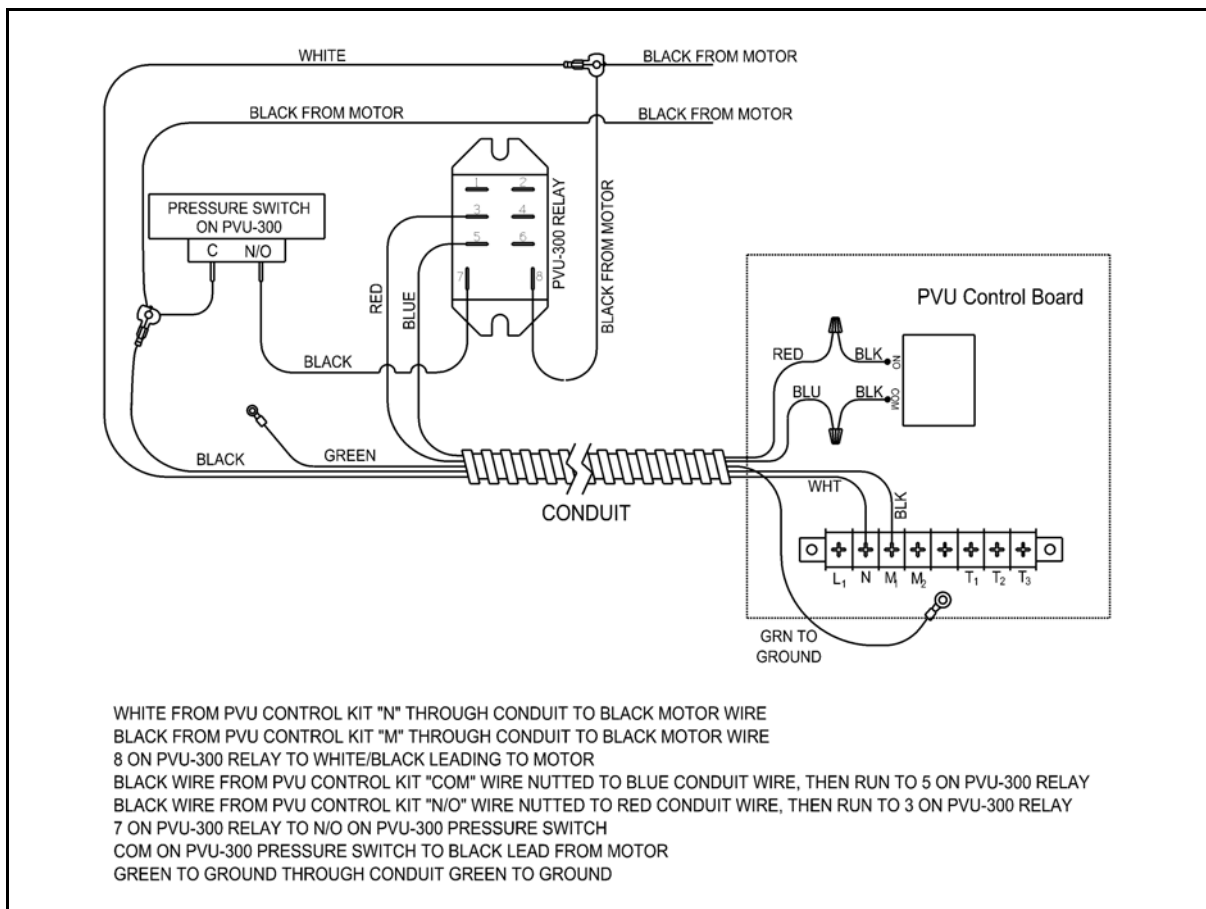 WHITE
BLACK FROM MOTOR
BLACK FROM MOTOR
BLACK FROM MOTOR
PRESSURE SWITCH
ON PVU-300
C N/O
1 2
3 4
5 6
7 8
PVU-300 RELAY
BLACK FROM MOTOR
RED
BLUE
BLACK
PVU Control Board
RED BLK NO
BLU BLK COM
GREEN
BLACK
CONDUIT
WHT
BLK
L1 N M1 M2 T1 T2 T3
GRN TO
GROUND
WHITE FROM PVU CONTROL KIT "N" THROUGH CONDUIT TO BLACK MOTOR WIRE
BLACK FROM PVU CONTROL KIT "M" THROUGH CONDUIT TO BLACK MOTOR WIRE
8 ON PVU-300 RELAY TO WHITE/BLACK LEADING TO MOTOR
BLACK WIRE FROM PVU CONTROL KIT "COM" WIRE NUTTED TO BLUE CONDUIT WIRE, THEN RUN TO 5 ON PVU-300 RELAY
BLACK WIRE FROM PVU CONTROL KIT "N/O" WIRE NUTTED TO RED CONDUIT WIRE, THEN RUN TO 3 ON PVU-300 RELAY
7 ON PVU-300 RELAY TO N/O ON PVU-300 PRESSURE SWITCH
COM ON PVU-300 PRESSURE SWITCH TO BLACK LEAD FROM MOTOR
GREEN TO GROUND THROUGH CONDUIT GREEN TO GROUND